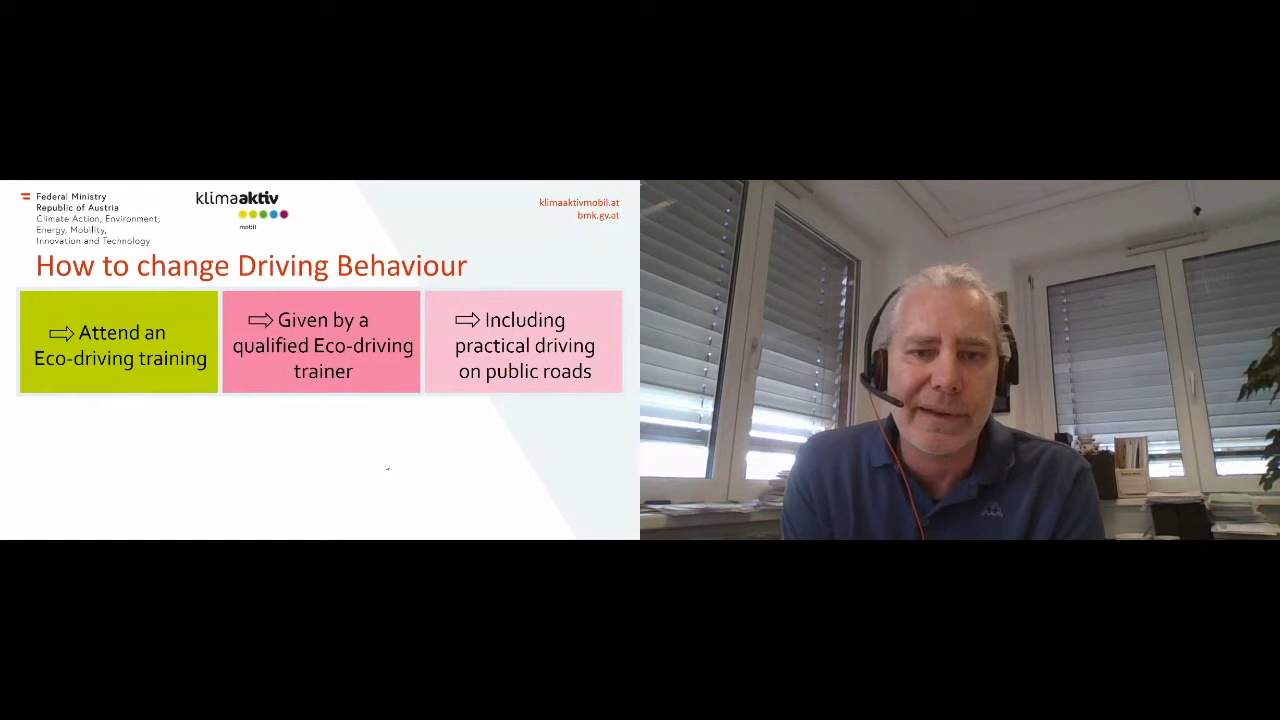 Federal Ministry
Republic of Austria
Climate Action, Environment,
Energy, Mobility,
Innovation and Technology
klimaaktiv
mobil
klimaaktivmobil.at
bmk.gv.at
How to change Driving Behaviour
⇨ Attend an
Eco-driving training
⇨ Given by a
qualified Eco-driving
trainer
⇨ Including
practical driving
on public roads